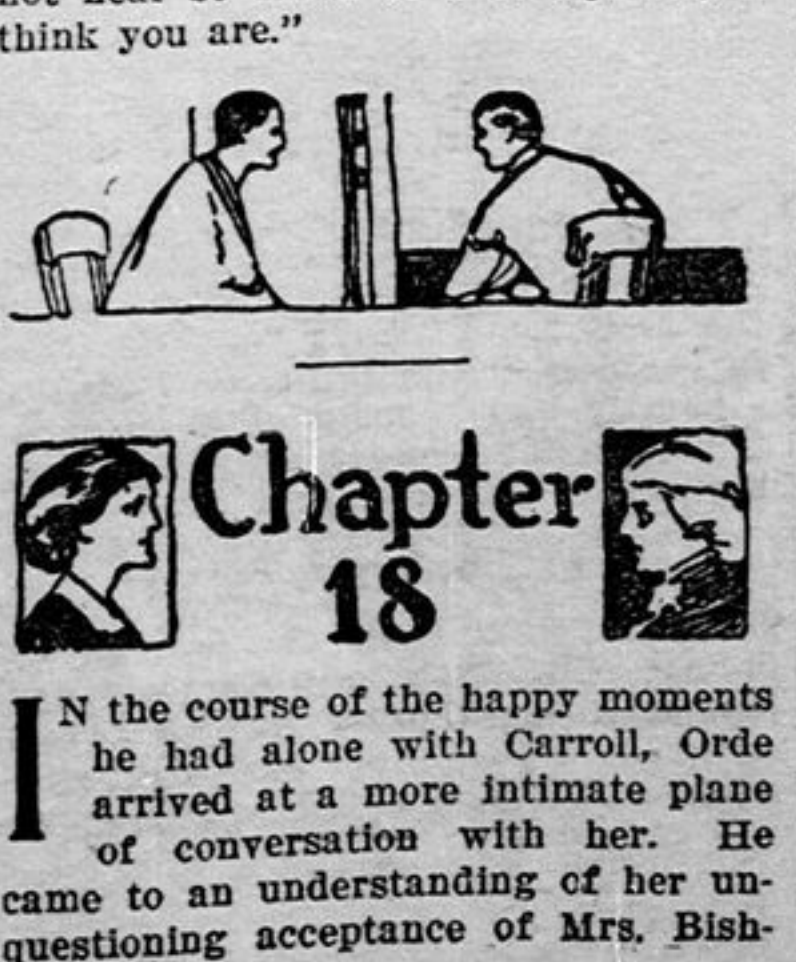 think you are.”
Chapter
18
IN the course of the happy moments
he had alone with Carroll, Orde
arrived at a more intimate plane
of conversation with her. He
came to an understanding of her un-
questioning acceptance of Mrs. Bish-